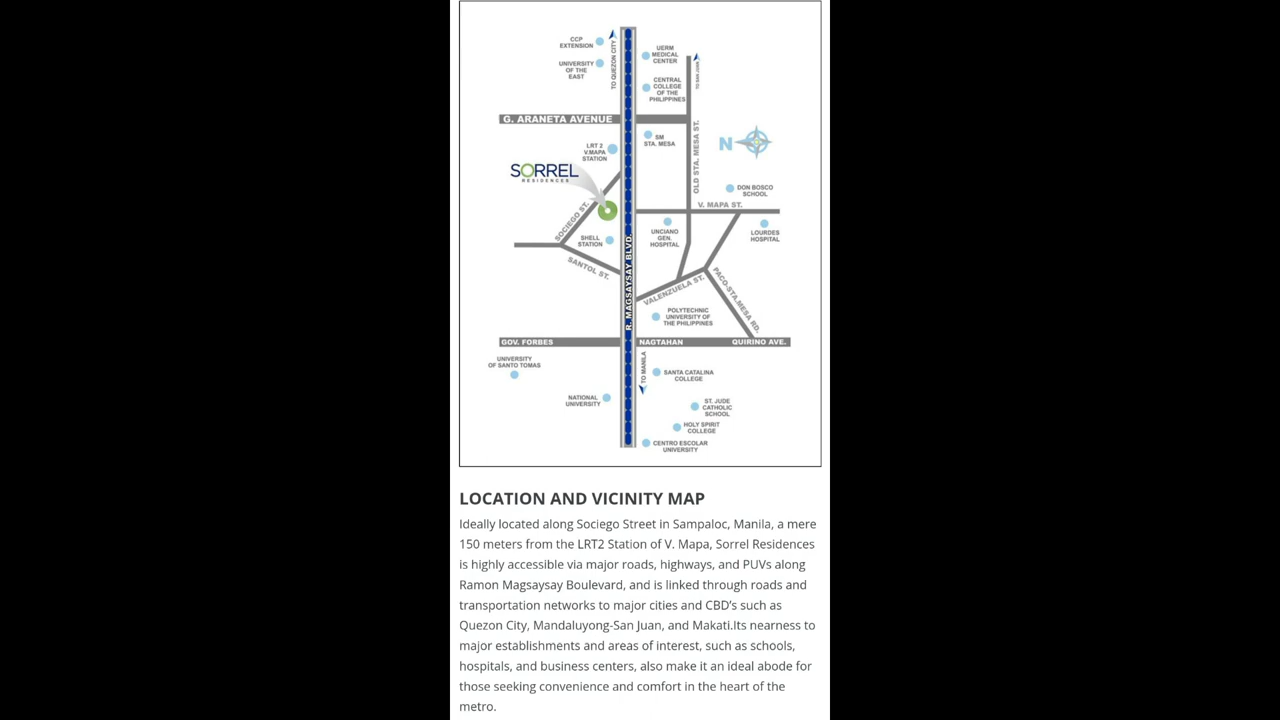 CCP
EXTENSION
UNIVERSITY
OF THE
EAST
TO QUEZON CITY
UERM
MEDICAL
CENTER
CENTRAL
COLLEGE
OF THE
PHILIPPINES
TO SAN JUAN
G. ARANETA AVENUE
SM
STA. MESA
LRT 2
V.MAPA
STATION
OLD STA. MESA ST.
N
SORREL
RESIDENCES
DON BOSCO
SCHOOL
V. MAPA ST.
SOCIEGO ST.
SHELL
STATION
UNCIANO
GEN.
HOSPITAL
LOURDES
HOSPITAL
SANTOL ST.
R. MAGSAYSAY BLVD.
VALENZUELA ST.
PACO-STA.MESA RD.
POLYTECHNIC
UNIVERSITY OF
THE PHILIPPINES
GOV. FORBES
NAGTAHAN
QUIRINO AVE.
UNIVERSITY
OF SANTO TOMAS
TO MANILA
SANTA CATALINA
COLLEGE
NATIONAL
UNIVERSITY
ST. JUDE
CATHOLIC
SCHOOL
HOLY SPIRIT
COLLEGE
CENTRO ESCOLAR
UNIVERSITY
LOCATION AND VICINITY MAP
Ideally located along Sociego Street in Sampaloc, Manila, a mere
150 meters from the LRT2 Station of V. Mapa, Sorrel Residences
is highly accessible via major roads, highways, and PUVs along
Ramon Magsaysay Boulevard, and is linked through roads and
transportation networks to major cities and CBD’s such as
Quezon City, Mandaluyong-San Juan, and Makati.Its nearness to
major establishments and areas of interest, such as schools,
hospitals, and business centers, also make it an ideal abode for
those seeking convenience and comfort in the heart of the
metro.